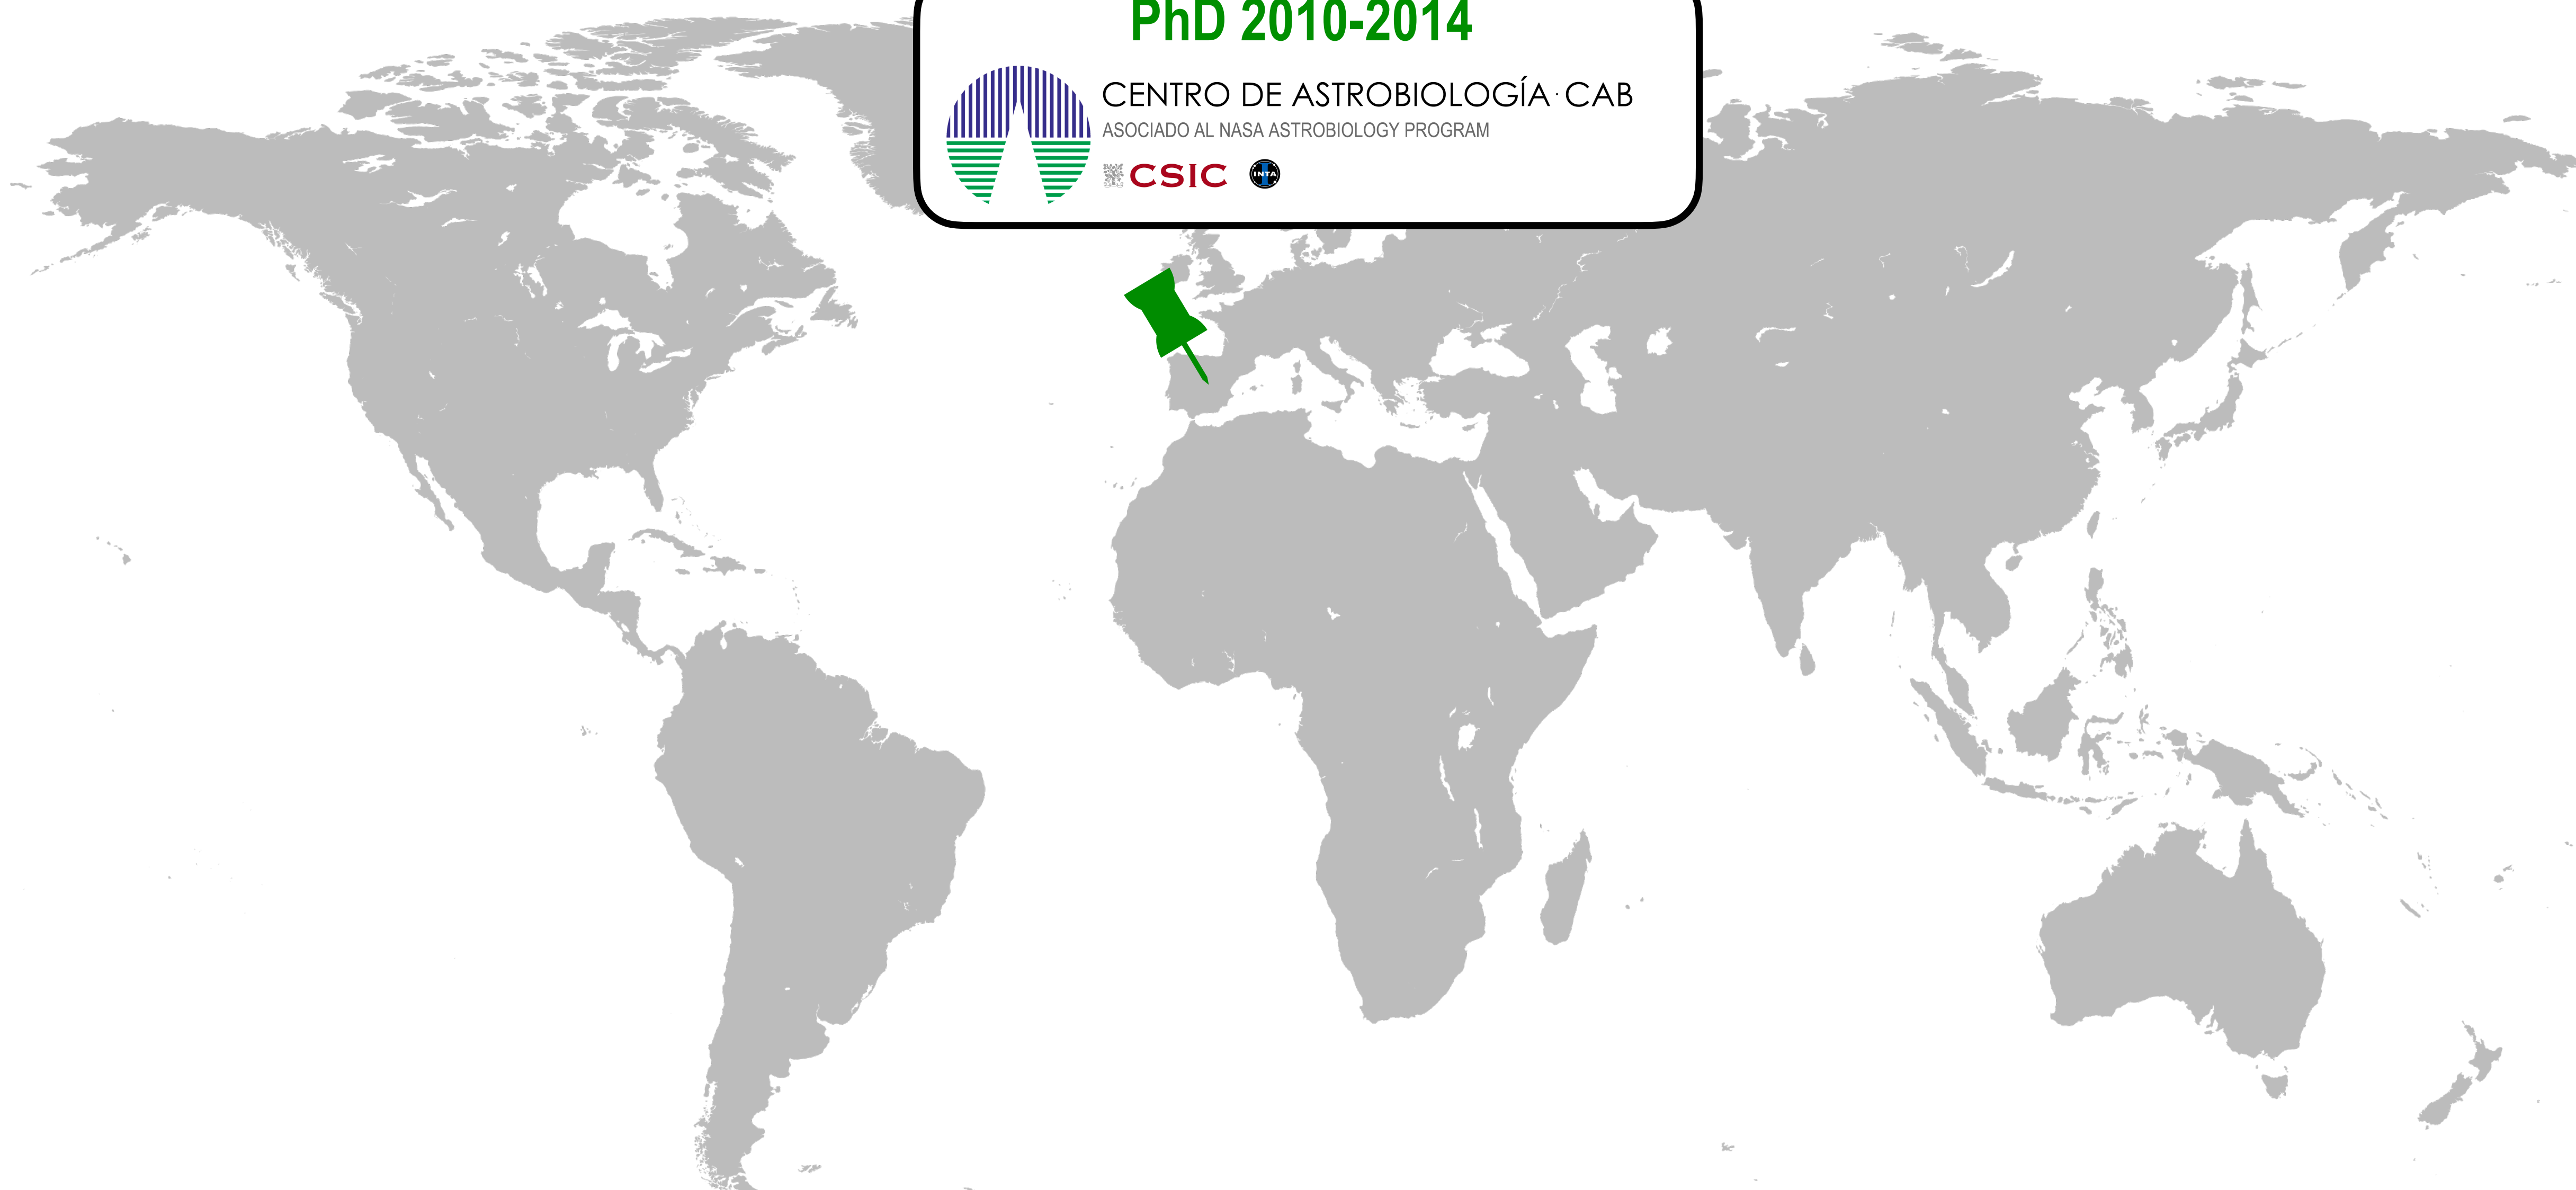 PhD 2010-2014
CENTRO DE ASTROBIOLOGÍA · CAB
ASOCIADO AL NASA ASTROBIOLOGY PROGRAM
CSIC
INTA